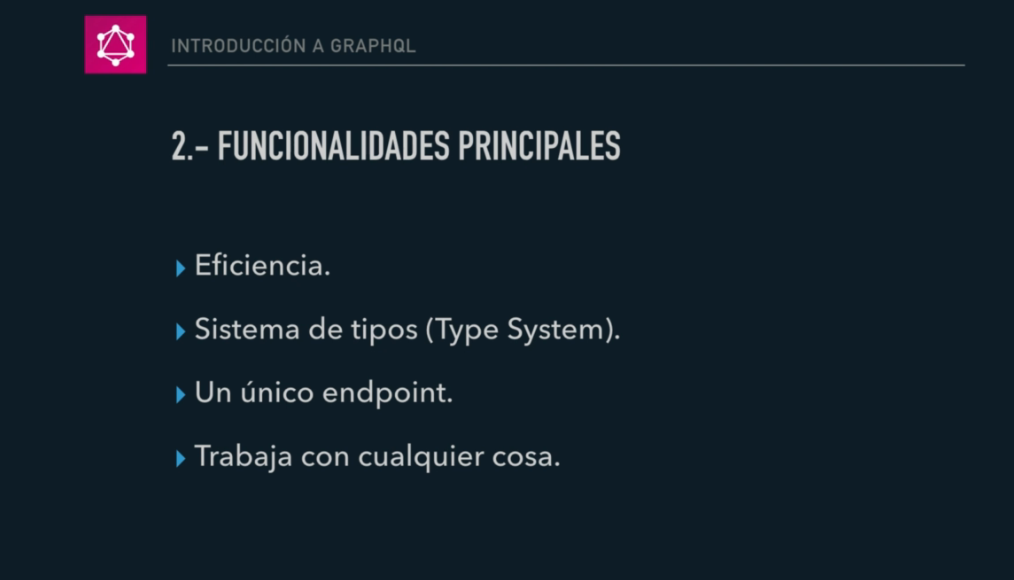 INTRODUCCIÓN A GRAPHQL
2.- FUNCIONALIDADES PRINCIPALES
Eficiencia.
Sistema de tipos (Type System).
Un único endpoint.
Trabaja con cualquier cosa.